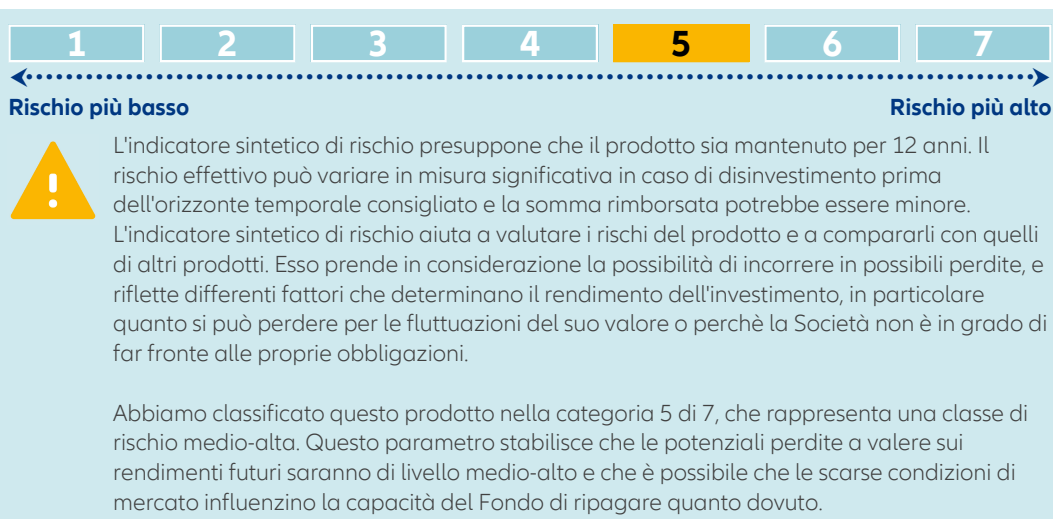 1 2 3 4 5 6 7
Rischio più basso Rischio più alto
L'indicatore sintetico di rischio presuppone che il prodotto sia mantenuto per 12 anni. Il
rischio effettivo può variare in misura significativa in caso di disinvestimento prima
dell'orizzonte temporale consigliato e la somma rimborsata potrebbe essere minore.
L'indicatore sintetico di rischio aiuta a valutare i rischi del prodotto e a compararli con quelli
di altri prodotti. Esso prende in considerazione la possibilità di incorrere in possibili perdite, e
riflette differenti fattori che determinano il rendimento dell'investimento, in particolare
quanto si può perdere per le fluttuazioni del suo valore o perchè la Società non è in grado di
far fronte alle proprie obbligazioni.
Abbiamo classificato questo prodotto nella categoria 5 di 7, che rappresenta una classe di
rischio medio-alta. Questo parametro stabilisce che le potenziali perdite a valere sui
rendimenti futuri saranno di livello medio-alto e che è possibile che le scarse condizioni di
mercato influenzino la capacità del Fondo di ripagare quanto dovuto.